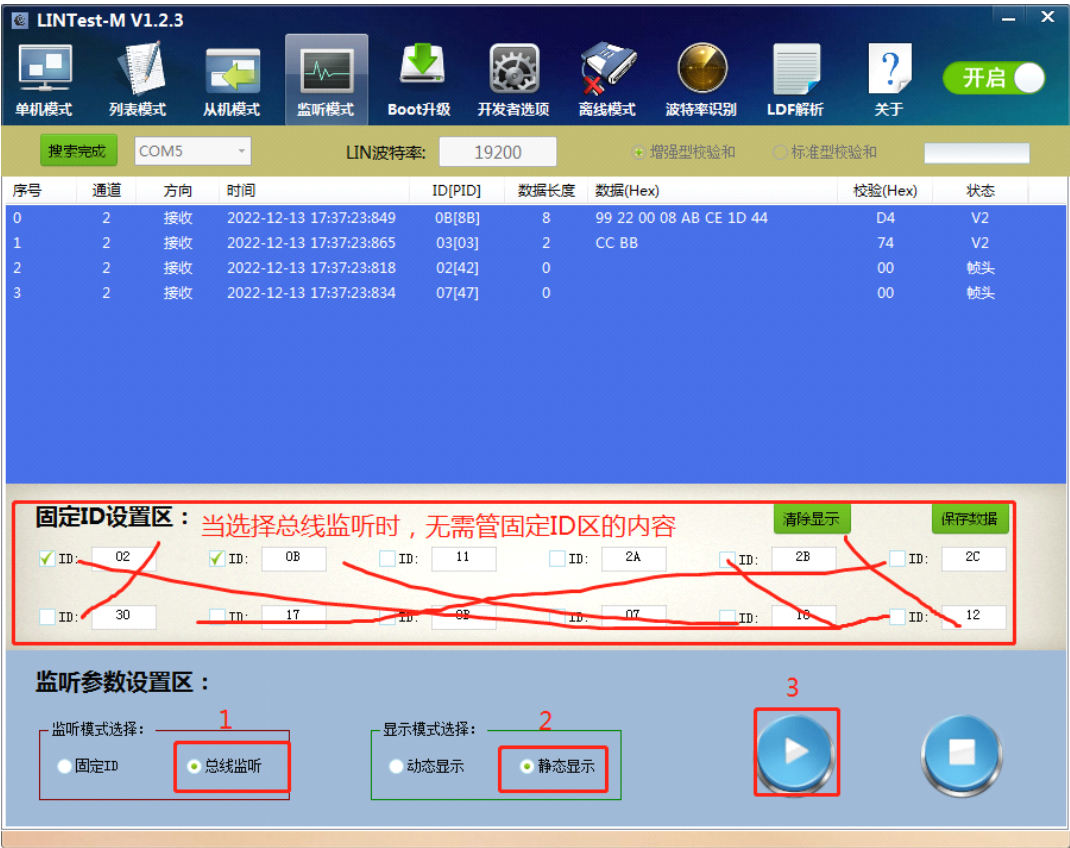 LINTest-M V1.2.3
单机模式 列表模式 从机模式 监听模式 Boot升级 开发者选项 离线模式 波特率识别 LDF解析 关于 开启
搜索完成 COM5 LIN波特率: 19200 增强型校验和 标准型校验和
序号 通道 方向 时间 ID[PID] 数据长度 数据(Hex) 校验(Hex) 状态
0 2 接收 2022-12-13 17:37:23:849 0B[8B] 8 99 22 00 08 AB CE 1D 44 D4 V2
1 2 接收 2022-12-13 17:37:23:865 03[03] 2 CC BB 74 V2
2 2 接收 2022-12-13 17:37:23:818 02[42] 0 00 帧头
3 2 接收 2022-12-13 17:37:23:834 07[47] 0 00 帧头
固定ID设置区： 当选择总线监听时，无需管固定ID区的内容 清除显示 保存数据
ID: 02 ID: 0B ID: 11 ID: 2A ID: 2B ID: 2C
ID: 30 ID: 17 ID: 0B ID: 07 ID: 10 ID: 12
监听参数设置区：
3
监听模式选择: 1 显示模式选择: 2
固定ID 总线监听 动态显示 静态显示